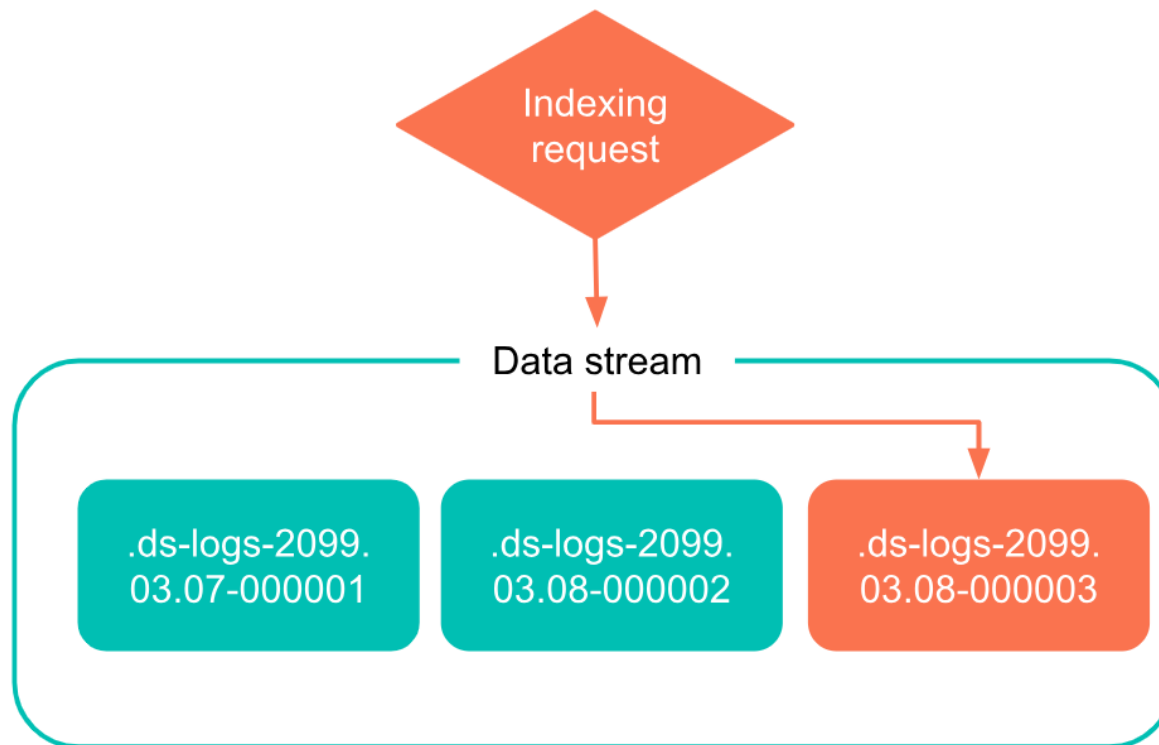 Indexing
request
Data stream
.ds-logs-2099.
03.07-000001
.ds-logs-2099.
03.08-000002
.ds-logs-2099.
03.08-000003